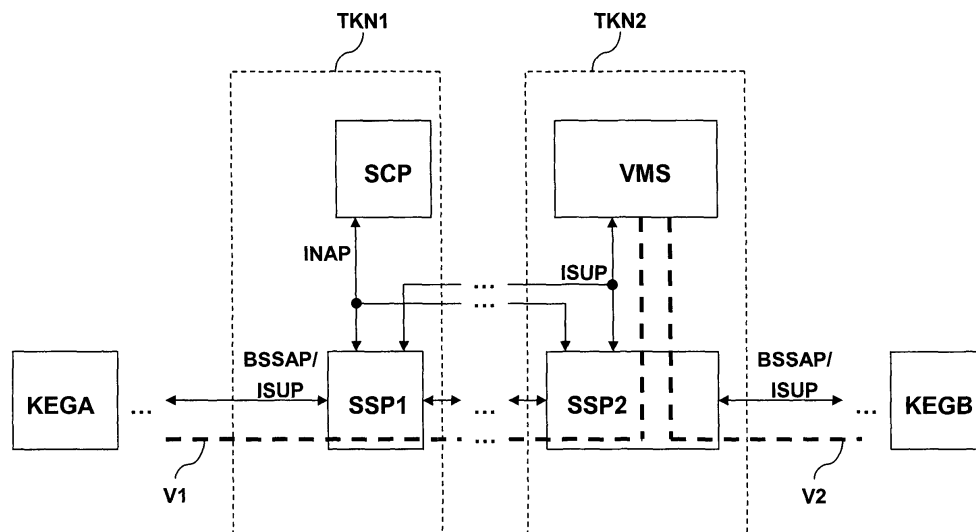 TKN1
TKN2
SCP
VMS
INAP
ISUP
...
...
BSSAP/
ISUP
BSSAP/
ISUP
KEGA
...
SSP1
...
SSP2
...
KEGB
...
V1
V2